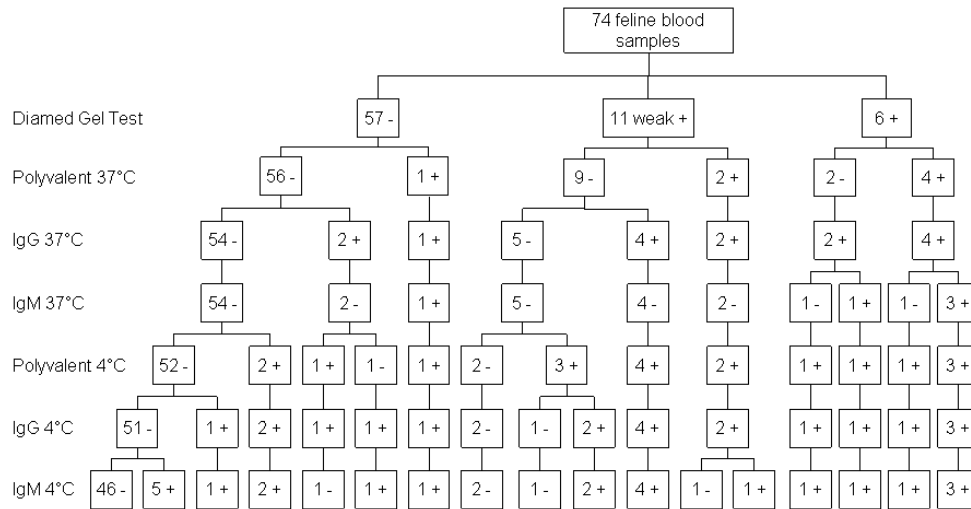 74 feline blood
samples
Diamed Gel Test 57 - 11 weak + 6 +
Polyvalent 37°C 56 - 1 + 9 - 2 + 2 - 4 +
IgG 37°C 54 - 2 + 1 + 5 - 4 + 2 + 2 + 4 +
IgM 37°C 54 - 2 - 1 + 5 - 4 - 2 - 1 - 1 + 1 - 3 +
Polyvalent 4°C 52 - 2 + 1 + 1 - 1 + 2 - 3 + 4 + 2 + 1 + 1 + 1 + 3 +
IgG 4°C 51 - 1 + 2 + 1 + 1 + 1 + 2 - 1 - 2 + 4 + 2 + 1 + 1 + 1 + 3 +
IgM 4°C 46 - 5 + 1 + 2 + 1 - 1 + 1 + 2 - 1 - 2 + 4 + 1 - 1 + 1 + 1 + 1 + 3 +